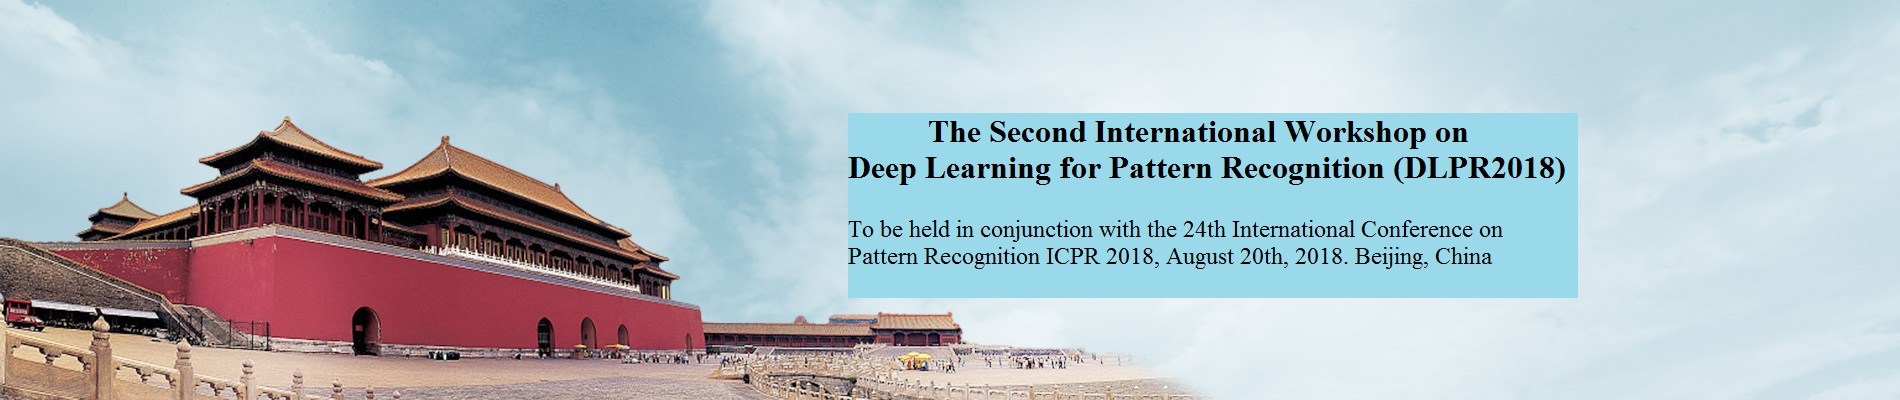 The Second International Workshop on
Deep Learning for Pattern Recognition (DLPR2018)
To be held in conjunction with the 24th International Conference on
Pattern Recognition ICPR 2018, August 20th, 2018. Beijing, China